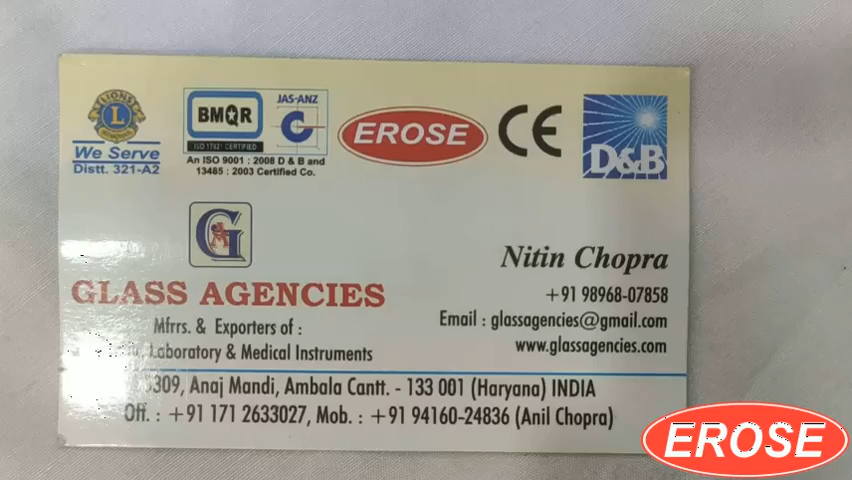 LIONS
L
INTERNATIONAL
We Serve
Distt. 321-A2
BMQR
ISO 17021 CERTIFIED
JAS-ANZ
C
An ISO 9001 : 2008 D & B and
13485 : 2003 Certified Co.
EROSE
CE
D&B
G
GLASS AGENCIES
Mfrrs. & Exporters of :
Laboratory & Medical Instruments
Nitin Chopra
+91 98968-07858
Email : glassagencies@gmail.com
www.glassagencies.com
309, Anaj Mandi, Ambala Cantt. - 133 001 (Haryana) INDIA
Off. : +91 171 2633027, Mob. : +91 94160-24836 (Anil Chopra)
EROSE